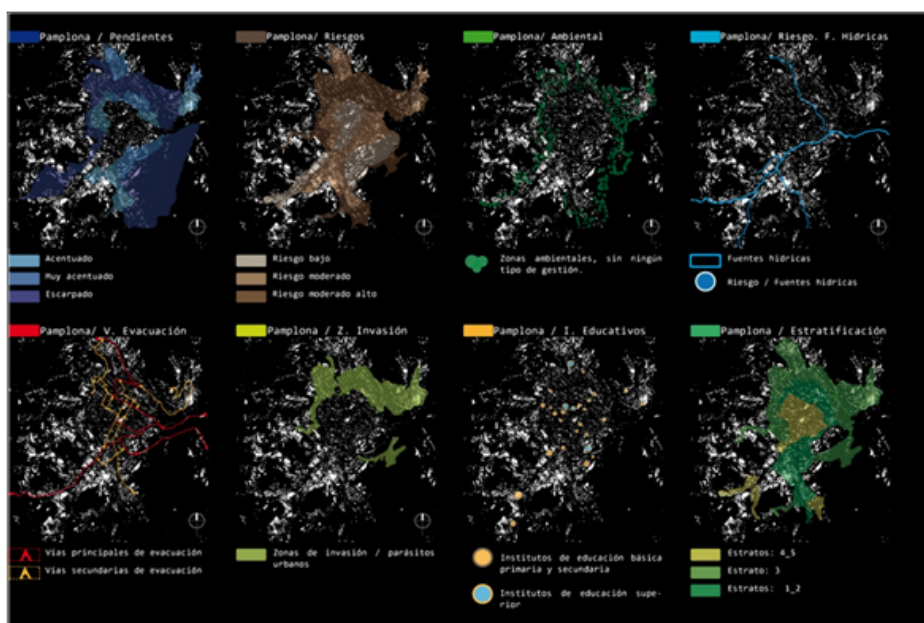 Pamplona / Pendientes
Acentuado
Muy acentuado
Escarpado
Pamplona/ Riesgos
Riesgo bajo
Riesgo moderado
Riesgo moderado alto
Pamplona/ Ambiental
Zonas ambientales, sin ningún
tipo de gestión.
Pamplona/ Riesgo. F. Hídricas
Fuentes hídricas
Riesgo / Fuentes hídricas
Pamplona/ V. Evacuación
Vías principales de evacuación
Vías secundarias de evacuación
Pamplona / Z. Invasión
Zonas de invasión / parásitos
urbanos
Pamplona / I. Educativos
Institutos de educación básica
primaria y secundaria
Institutos de educación supe-
rior
Pamplona / Estratificación
Estratos: 4_5
Estrato: 3
Estratos: 1_2